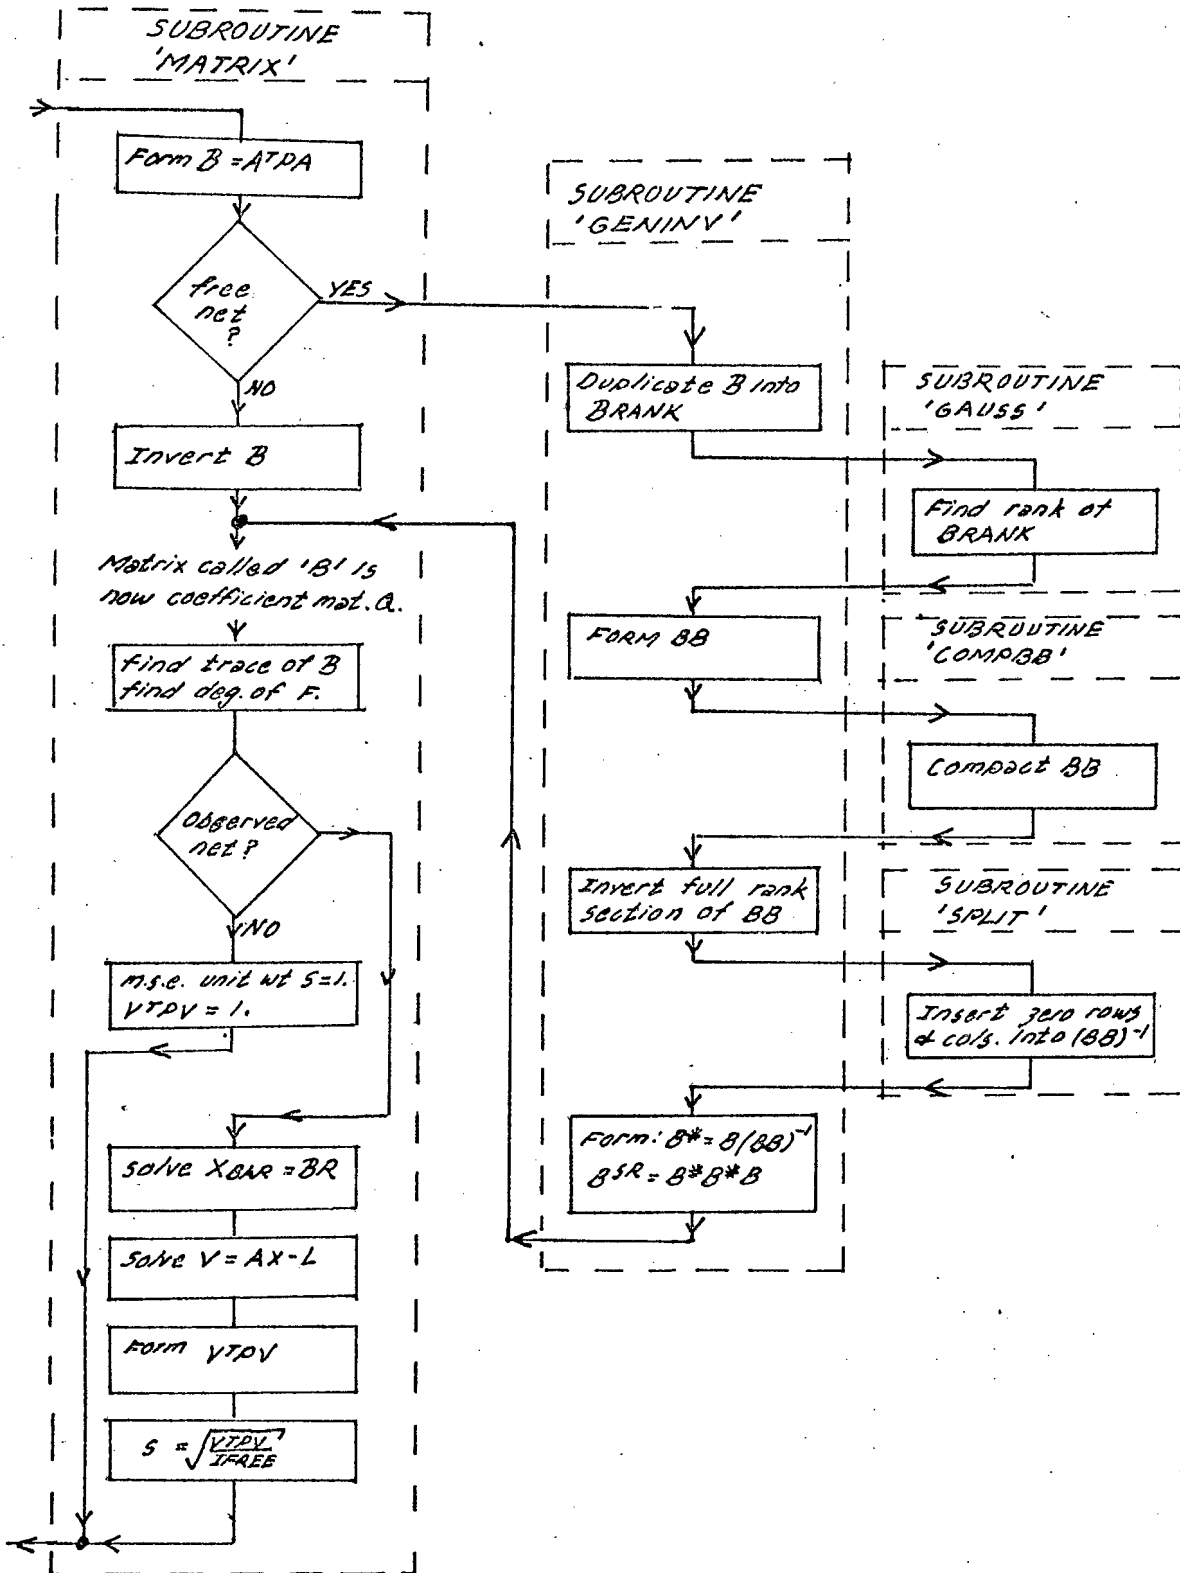 SUBROUTINE
'MATRIX'
Form B = AᵀPA
free
net
?
YES
NO
Invert B
Matrix called 'B' is
now coefficient mat. Q.
find trace of B
find deg. of F.
Observed
net?
NO
m.s.e. unit wt S=1.
VᵀPV = 1.
Solve XBAR = BR
Solve V = AX-L
Form VᵀPV
S = √VᵀPV
IFREE
SUBROUTINE
'GENINV'
Duplicate B into
BRANK
FORM BB
Invert full rank
section of BB
Form: B* = B(BB)⁻¹
BSR = B*B*B
SUBROUTINE
'GAUSS'
Find rank of
BRANK
SUBROUTINE
'COMPBB'
Compact BB
SUBROUTINE
'SPLIT'
Insert zero rows
& cols. into (BB)⁻¹